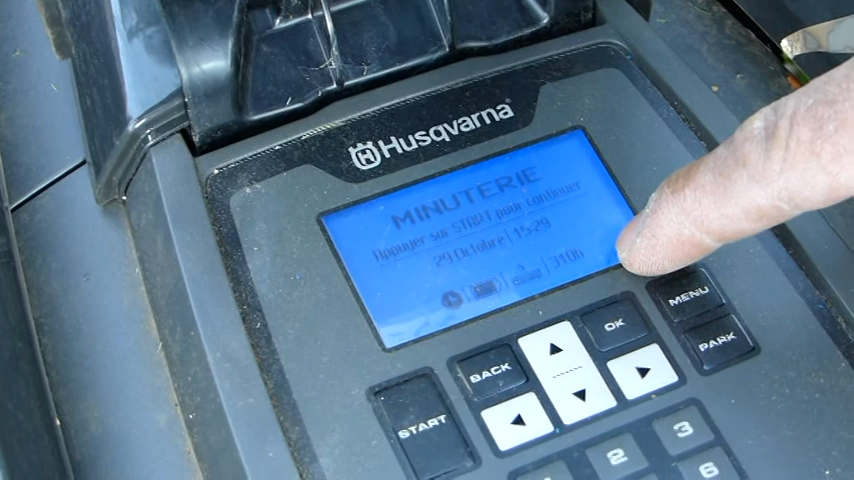 Husqvarna
MINUTERIE
Appuyer sur START pour continuer
29 Octobre | 15:29
310h
MENU
OK
PARK
BACK
START
3
2
6